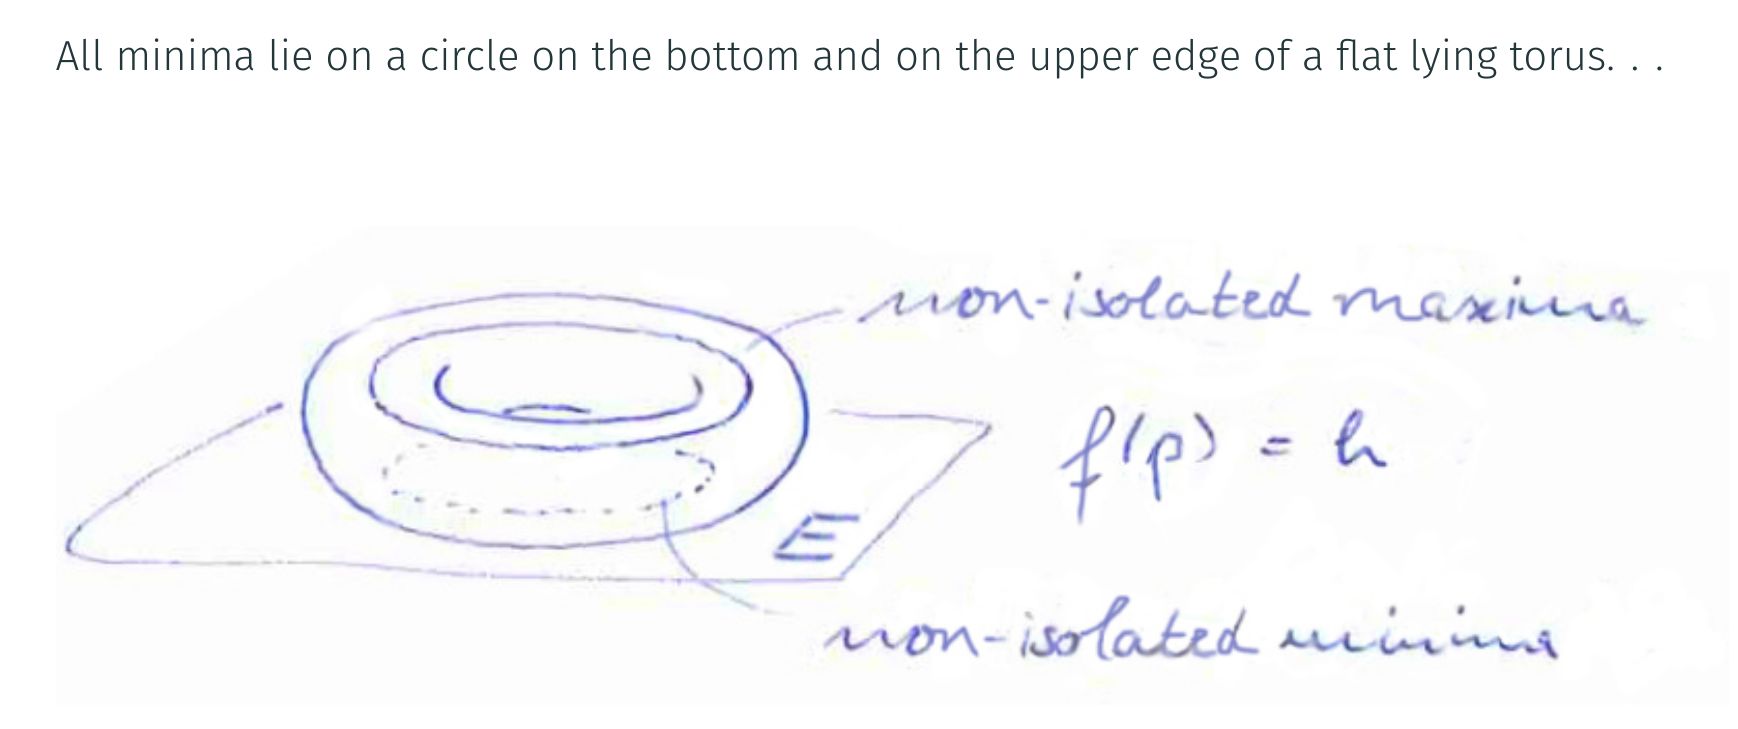 All minima lie on a circle on the bottom and on the upper edge of a flat lying torus. . .
non-isolated maxima
f(p) = h
E
non-isolated minima